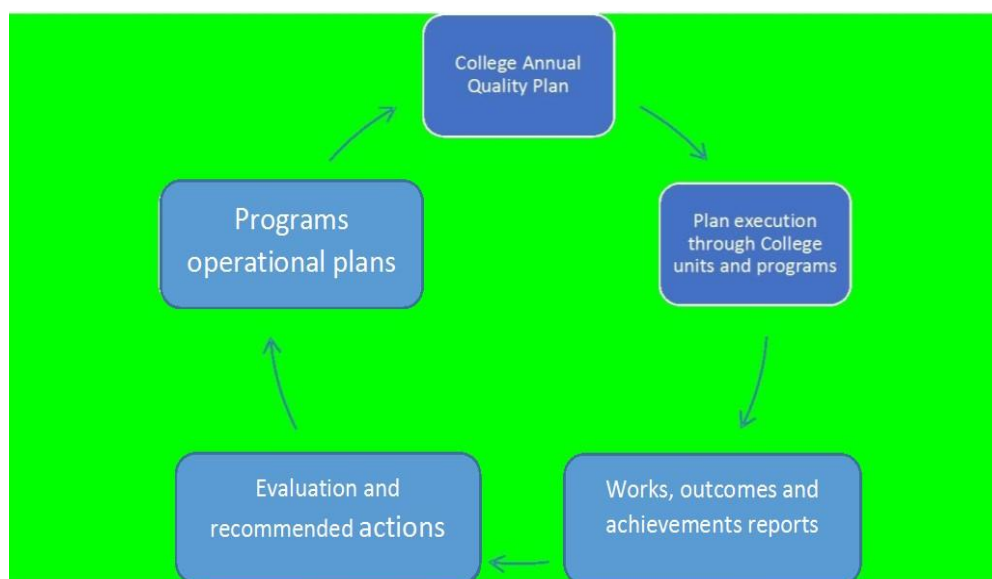 College Annual
Quality Plan
Plan execution
through College
units and programs
Works, outcomes and
achievements reports
Evaluation and
recommended actions
Programs
operational plans